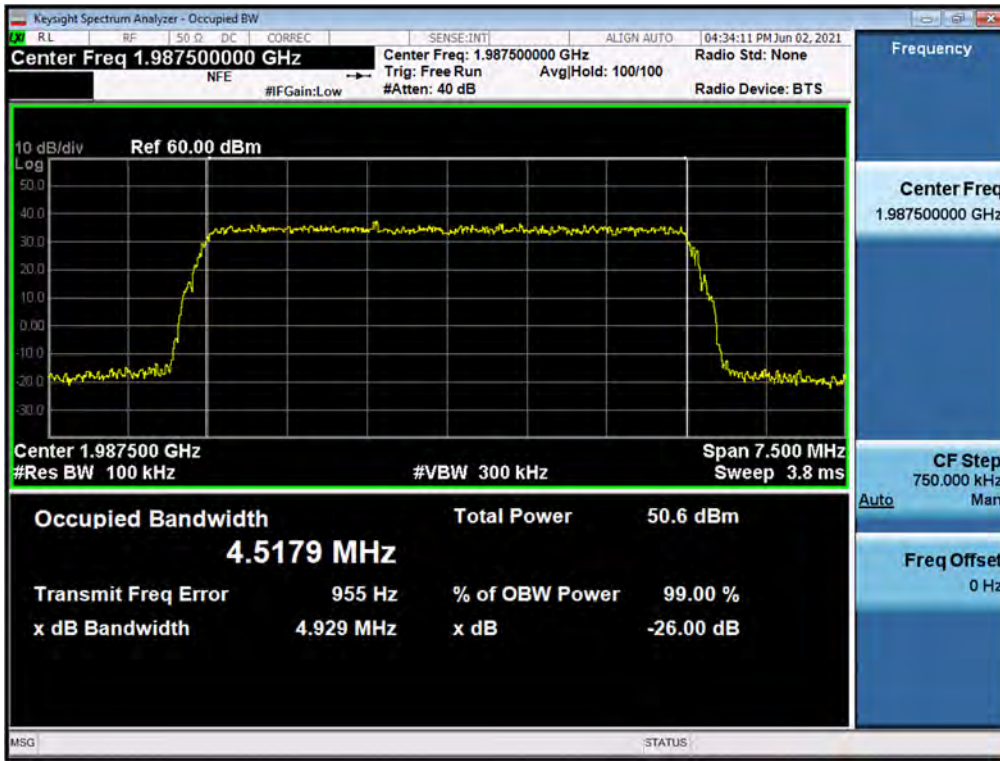 Keysight Spectrum Analyzer - Occupied BW
LXI RL RF 50 Ω DC CORREC SENSE:INT ALIGN AUTO 04:34:11 PM Jun 02, 2021
Center Freq 1.987500000 GHz
NFE
#IFGain:Low
Center Freq: 1.987500000 GHz
Trig: Free Run Avg|Hold: 100/100
#Atten: 40 dB
Radio Std: None
Radio Device: BTS
10 dB/div Ref 60.00 dBm
Log
50.0
40.0
30.0
20.0
10.0
0.00
-10.0
-20.0
-30.0
Center 1.987500 GHz Span 7.500 MHz
#Res BW 100 kHz #VBW 300 kHz Sweep 3.8 ms
Occupied Bandwidth Total Power 50.6 dBm
4.5179 MHz
Transmit Freq Error 955 Hz % of OBW Power 99.00 %
x dB Bandwidth 4.929 MHz x dB -26.00 dB
MSG STATUS
Frequency
Center Freq
1.987500000 GHz
CF Step
750.000 kHz
Auto Man
Freq Offset
0 Hz